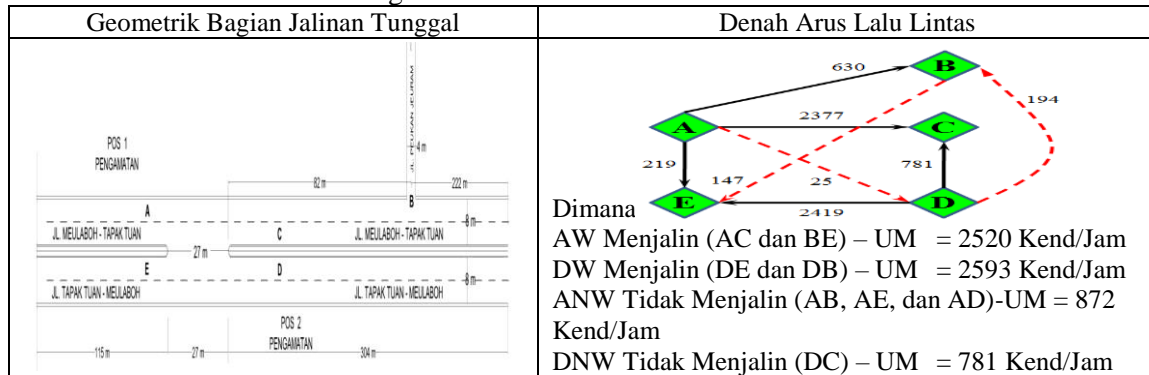 Geometrik Bagian Jalinan Tunggal
Denah Arus Lalu Lintas
JEURAM
4 m
POS 1
PENGAMATAN
82 m
222 m
A
B
8 m
JL. MEULABOH - TAPAK TUAN
C
JL. MEULABOH - TAPAK TUAN
27 m
E
D
8 m
JL. TAPAK TUAN - MEULABOH
JL. TAPAK TUAN - MEULABOH
POS 2
PENGAMATAN
115 m
27 m
304 m
630
B
194
A
2377
C
219
147
25
781
Dimana
E
2419
D
AW Menjalin (AC dan BE) – UM = 2520 Kend/Jam
DW Menjalin (DE dan DB) – UM = 2593 Kend/Jam
ANW Tidak Menjalin (AB, AE, dan AD)-UM = 872
Kend/Jam
DNW Tidak Menjalin (DC) – UM = 781 Kend/Jam